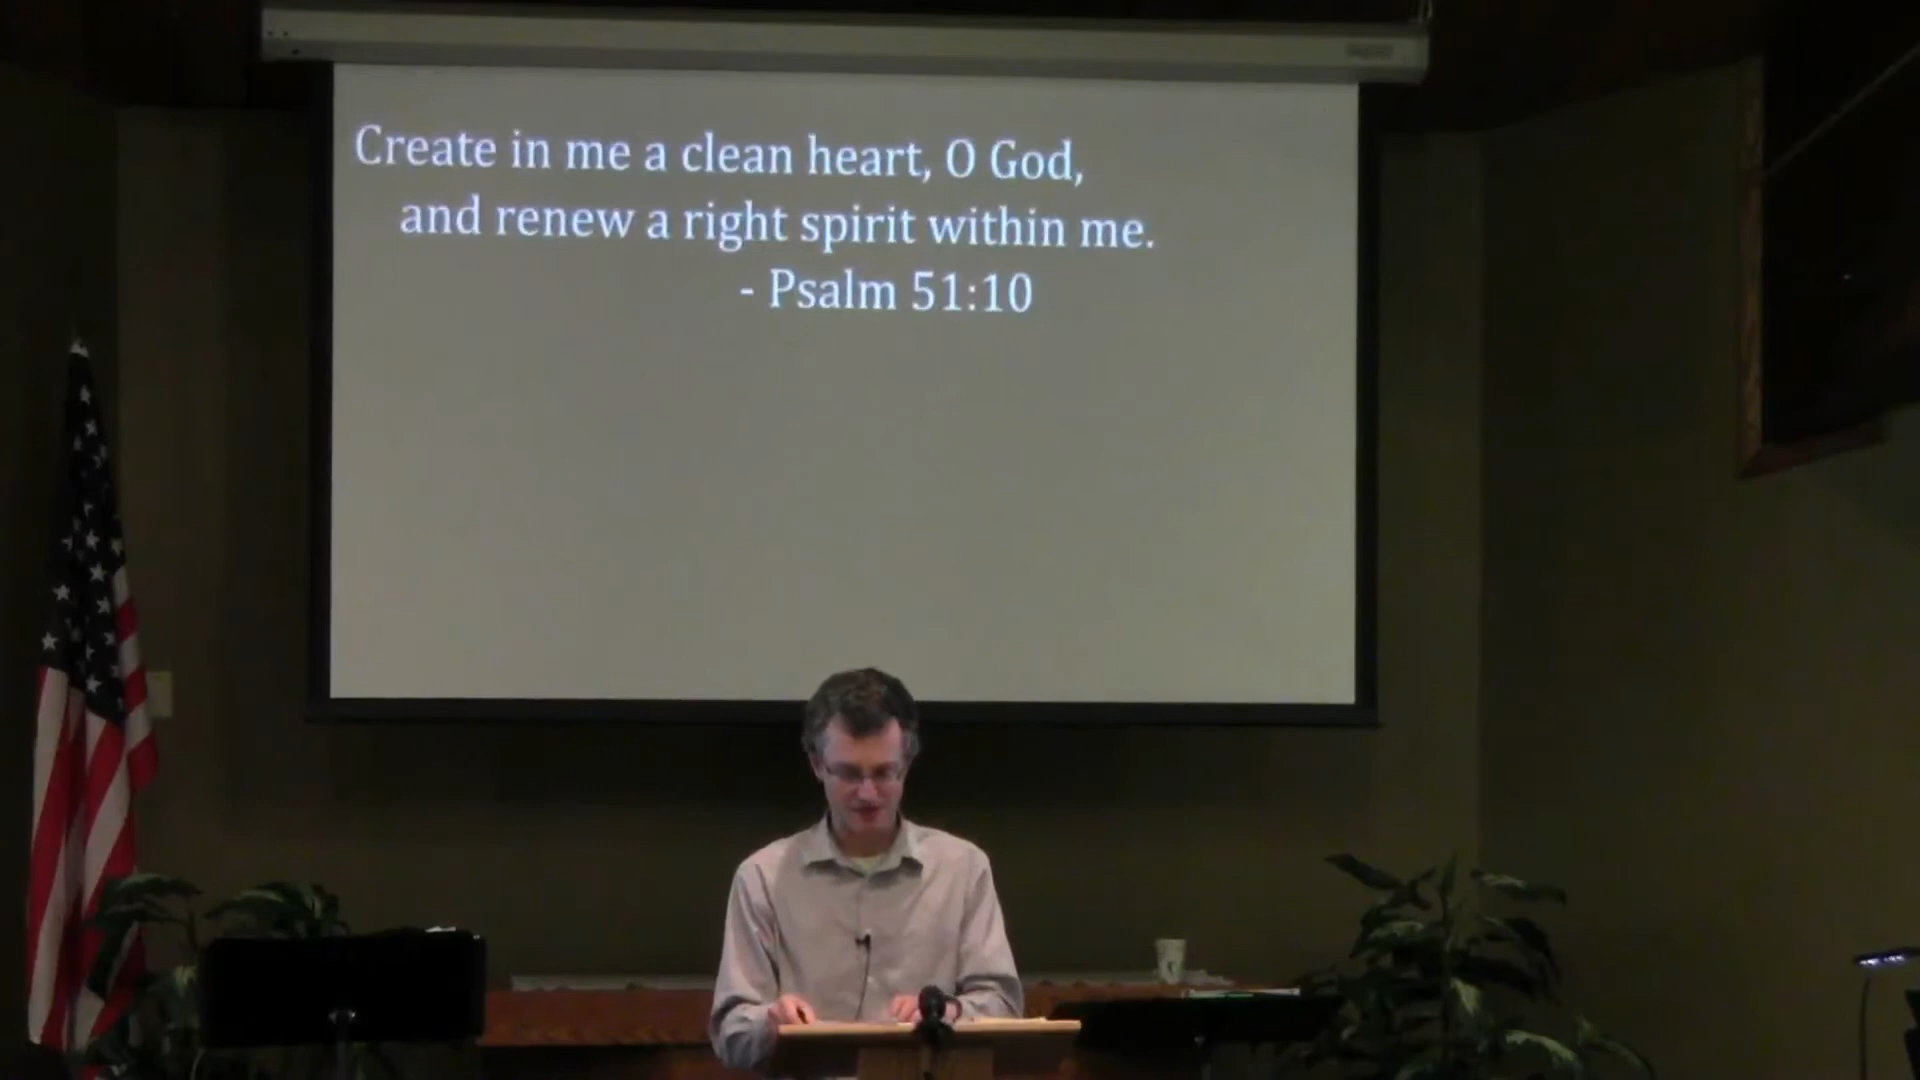 Create in me a clean heart, O God,
and renew a right spirit within me.
- Psalm 51:10